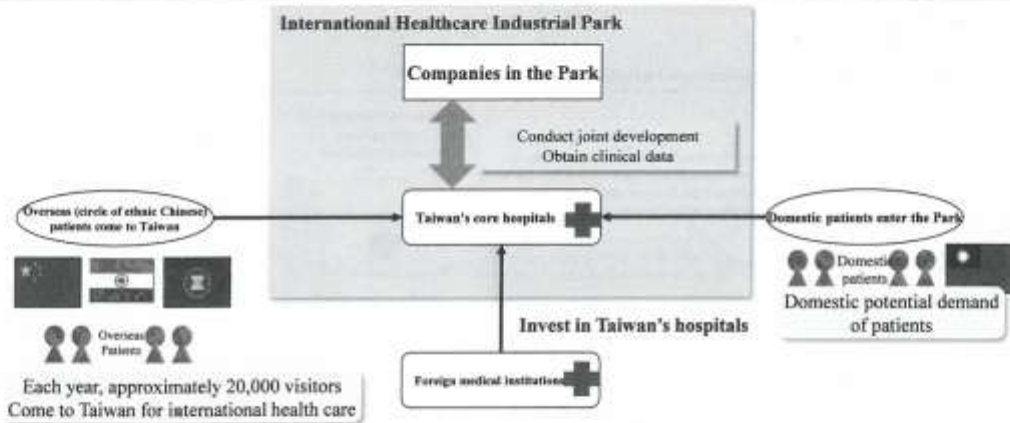 International Healthcare Industrial Park
Companies in the Park
Conduct joint development
Obtain clinical data
Overseas (circle of ethnic Chinese)
patients come to Taiwan
Taiwan's core hospitals
Domestic patients enter the Park
Overseas
Patients
Domestic
patients
Domestic potential demand
of patients
Each year, approximately 20,000 visitors
Come to Taiwan for international health care
Invest in Taiwan's hospitals
Foreign medical institutions